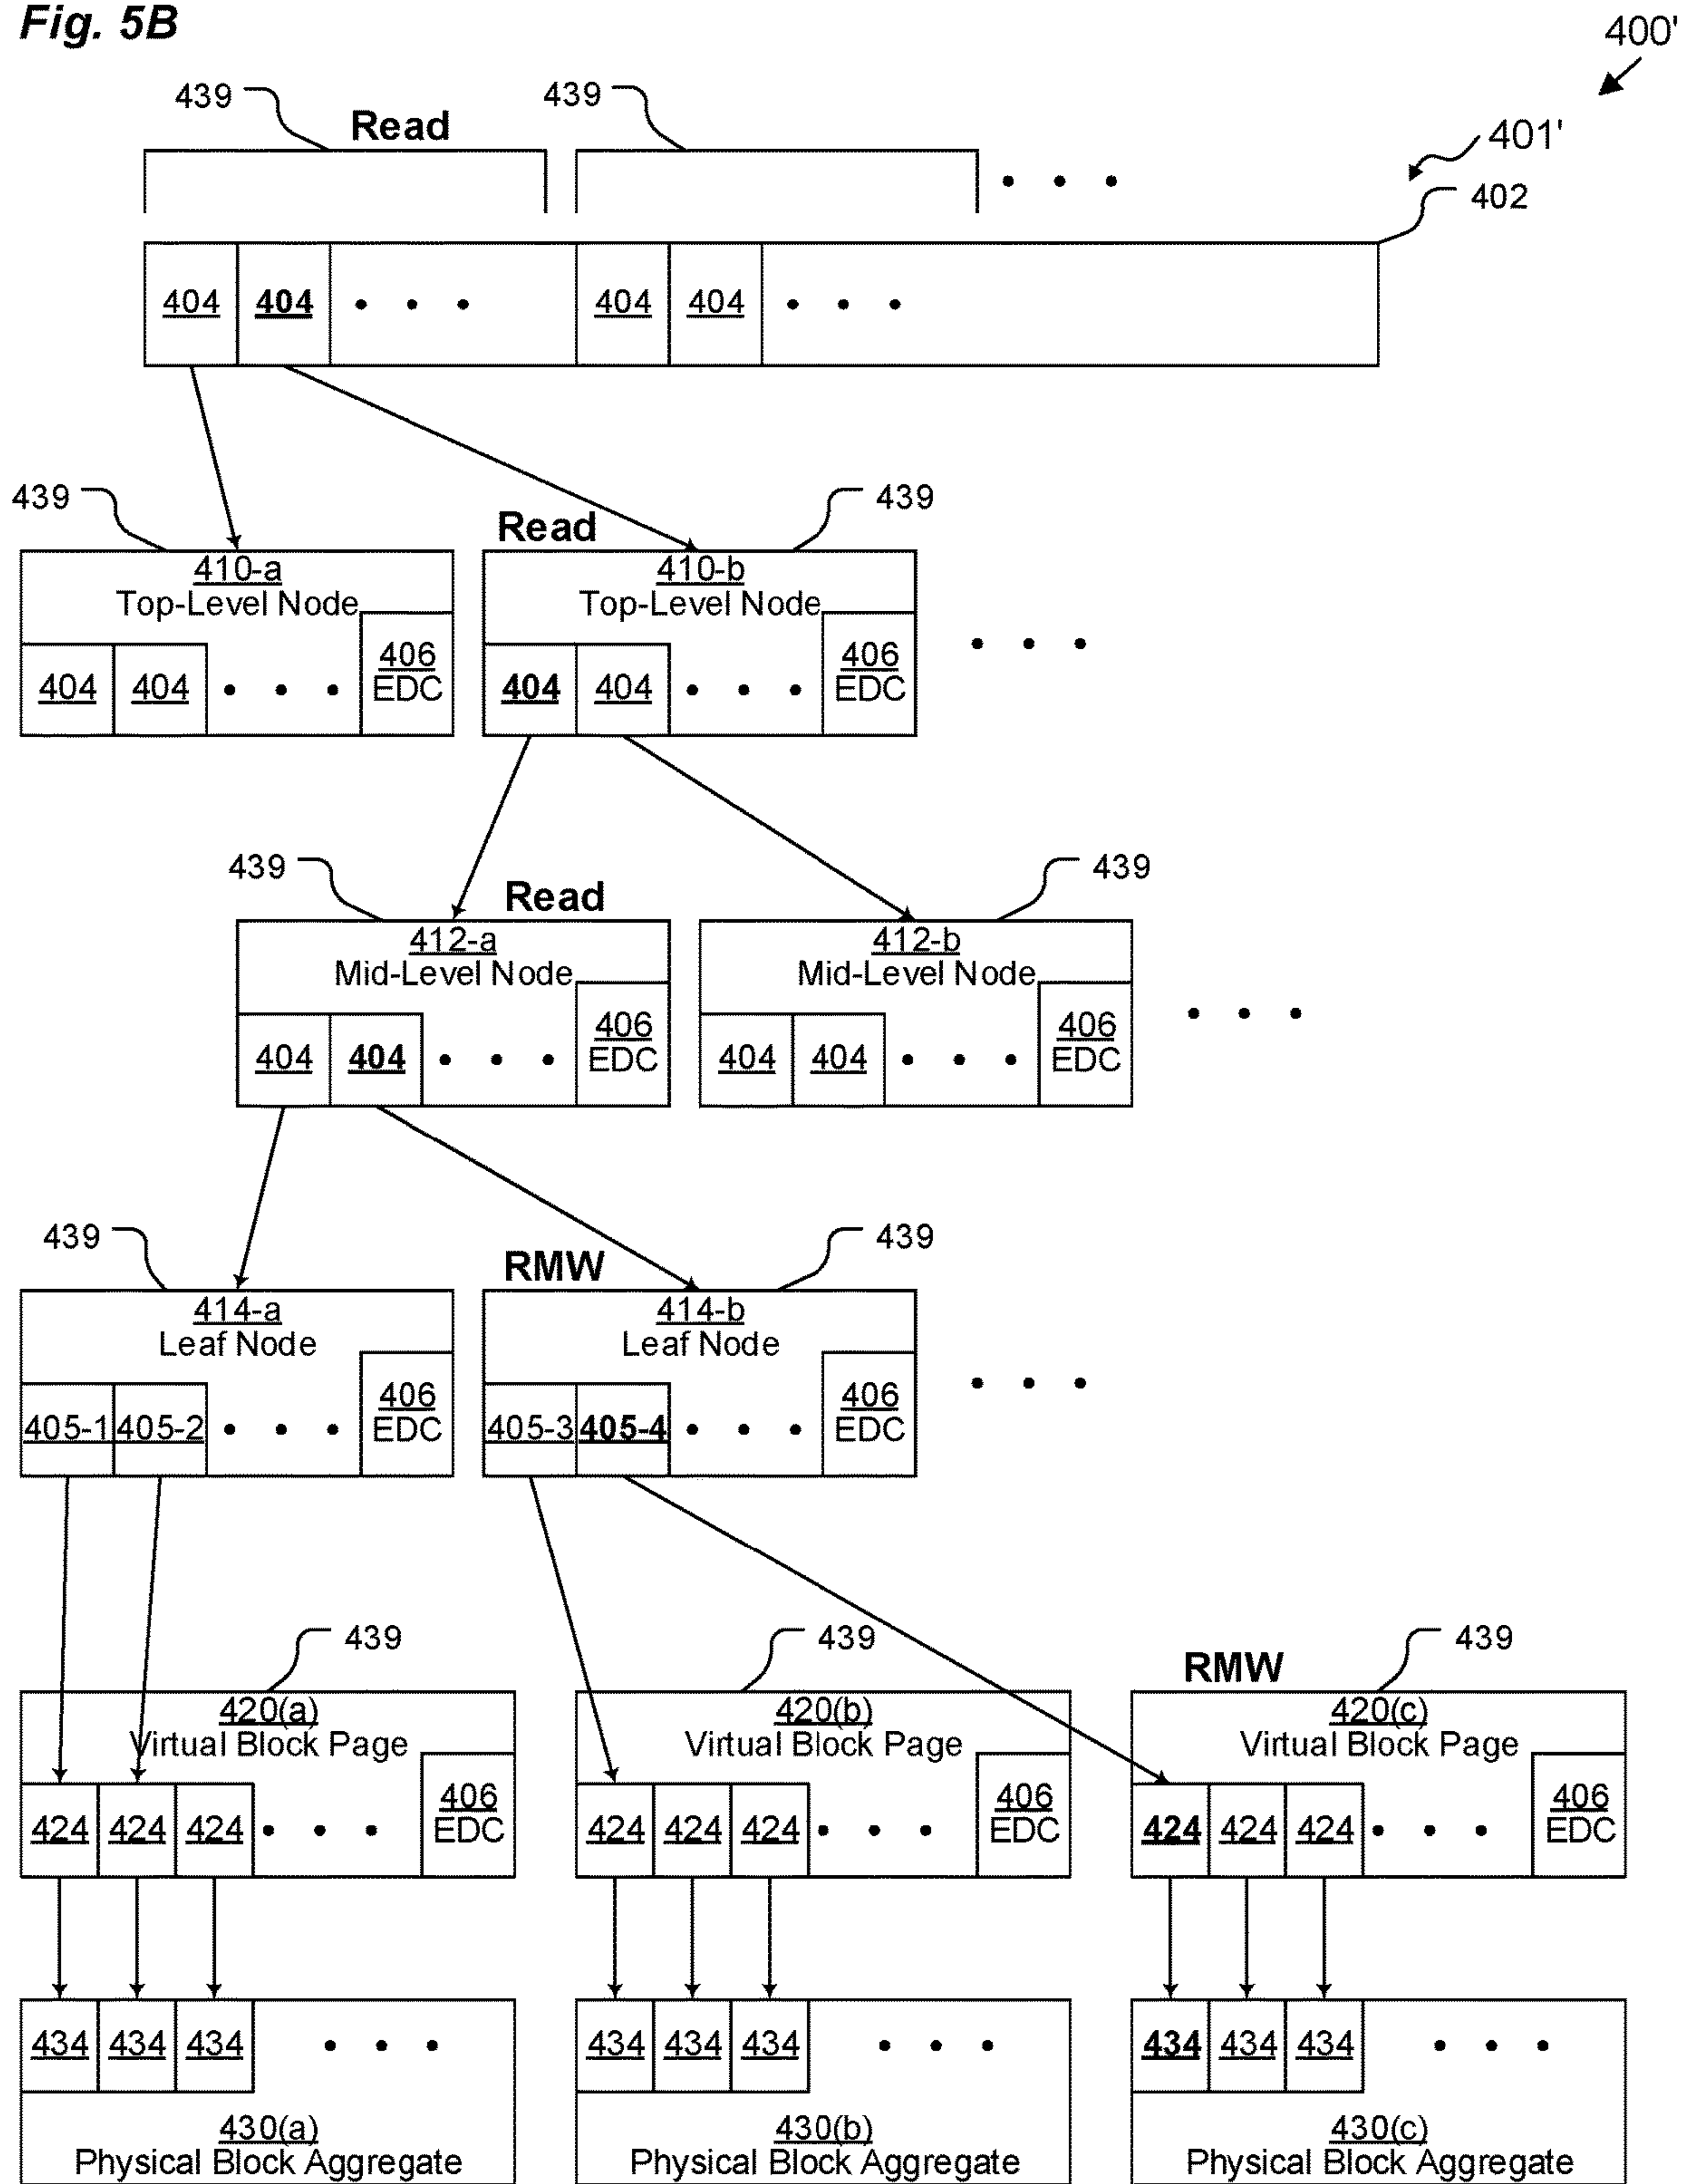 Fig. 5B
400'
439
Read
439
401'
402
404 404 • • • 404 404 • • •
439
Read
439
410-a
Top-Level Node
404 404 • • • 406 EDC
410-b
Top-Level Node
404 404 • • • 406 EDC
• • •
439
Read
439
412-a
Mid-Level Node
404 404 • • • 406 EDC
412-b
Mid-Level Node
404 404 • • • 406 EDC
• • •
439
RMW
439
414-a
Leaf Node
405-1 405-2 • • • 406 EDC
414-b
Leaf Node
405-3 405-4 • • • 406 EDC
• • •
439
439
RMW
439
420(a)
Virtual Block Page
424 424 424 • • • 406 EDC
420(b)
Virtual Block Page
424 424 424 • • • 406 EDC
420(c)
Virtual Block Page
424 424 424 • • • 406 EDC
434 434 434 • • •
430(a)
Physical Block Aggregate
434 434 434 • • •
430(b)
Physical Block Aggregate
434 434 434 • • •
430(c)
Physical Block Aggregate